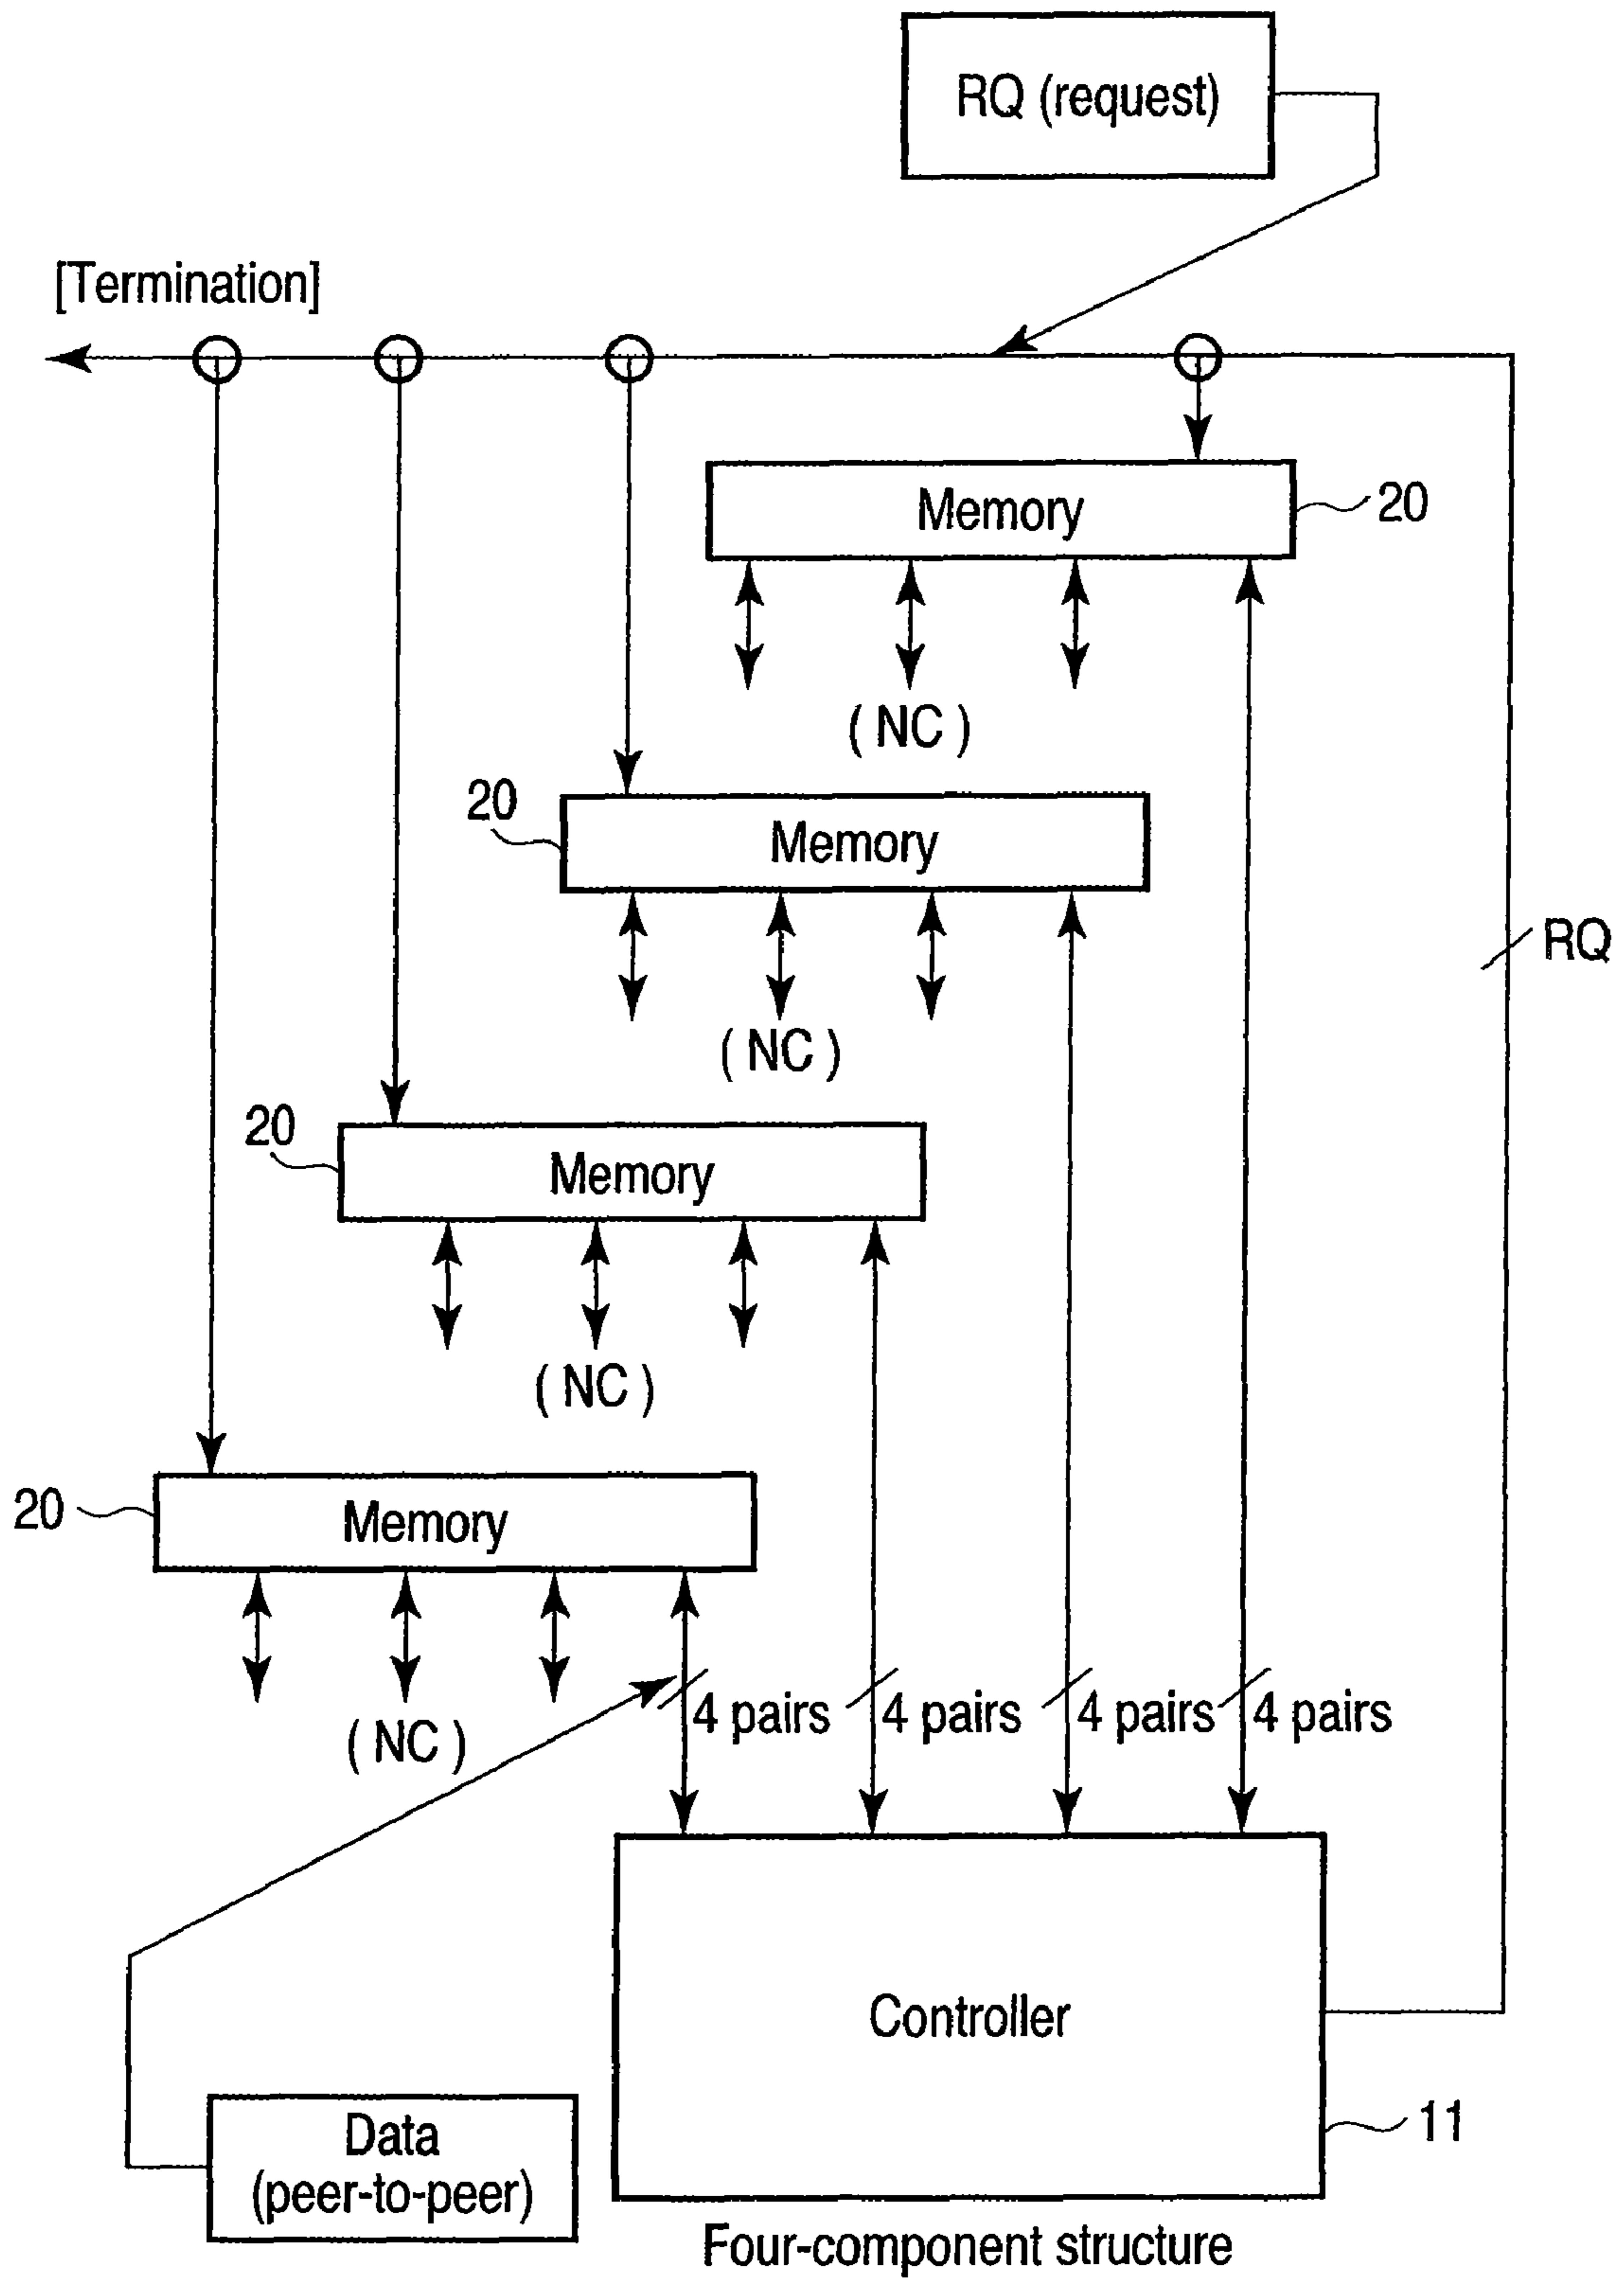 RQ (request)
[Termination]
Memory
20
( NC )
20
Memory
RQ
( NC )
20
Memory
( NC )
20
Memory
4 pairs
4 pairs
4 pairs
4 pairs
( NC )
Controller
11
Data
(peer-to-peer)
Four-component structure